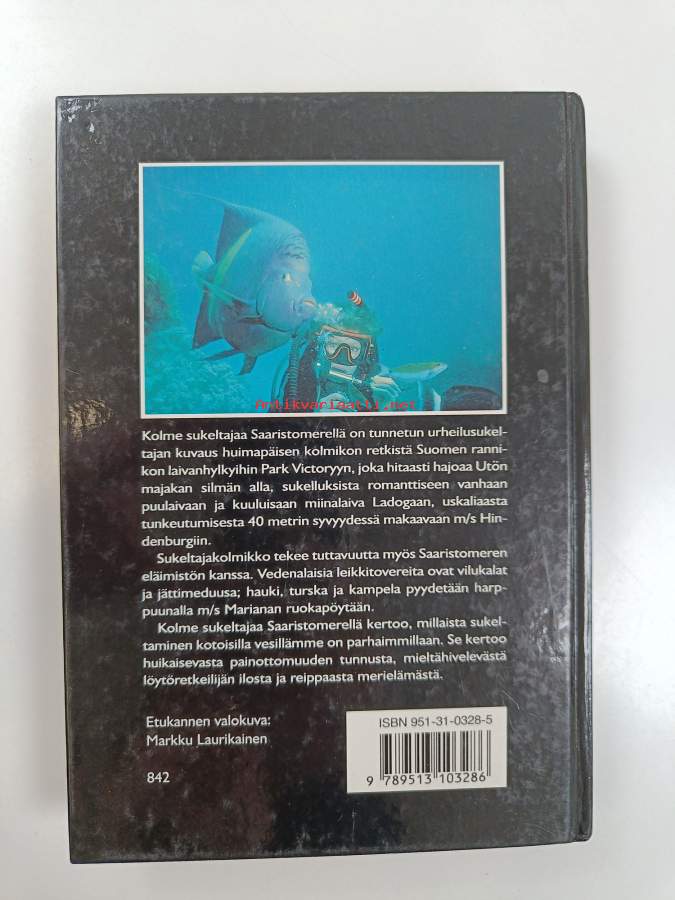 Antikvariaatti.net
Kolme sukeltajaa Saaristomerellä on tunnetun urheilusukel-
tajan kuvaus huimapäisen kolmikon retkistä Suomen ranni-
kon laivanhylkyihin Park Victoryyn, joka hitaasti hajoaa Utön
majakan silmän alla, sukelluksista romanttiseen vanhaan
puulaivaan ja kuuluisaan miinalaiva Ladogaan, uskaliaasta
tunkeutumisesta 40 metrin syvyydessä makaavaan m/s Hin-
denburgiin.
Sukeltajakolmikko tekee tuttavuutta myös Saaristomeren
eläimistön kanssa. Vedenalaisia leikkitovereita ovat vilukalat
ja jättimeduusa; hauki, turska ja kampela pyydetään harp-
puunalla m/s Marianan ruokapöytään.
Kolme sukeltajaa Saaristomerellä kertoo, millaista sukel-
taminen kotoisilla vesillämme on parhaimmillaan. Se kertoo
huikaisevasta painottomuuden tunnusta, mieltähivelevästä
löytöretkeilijän ilosta ja reippaasta merielämästä.
Etukannen valokuva:
Markku Laurikainen
842
ISBN 951-31-0328-5
9 789513 103286